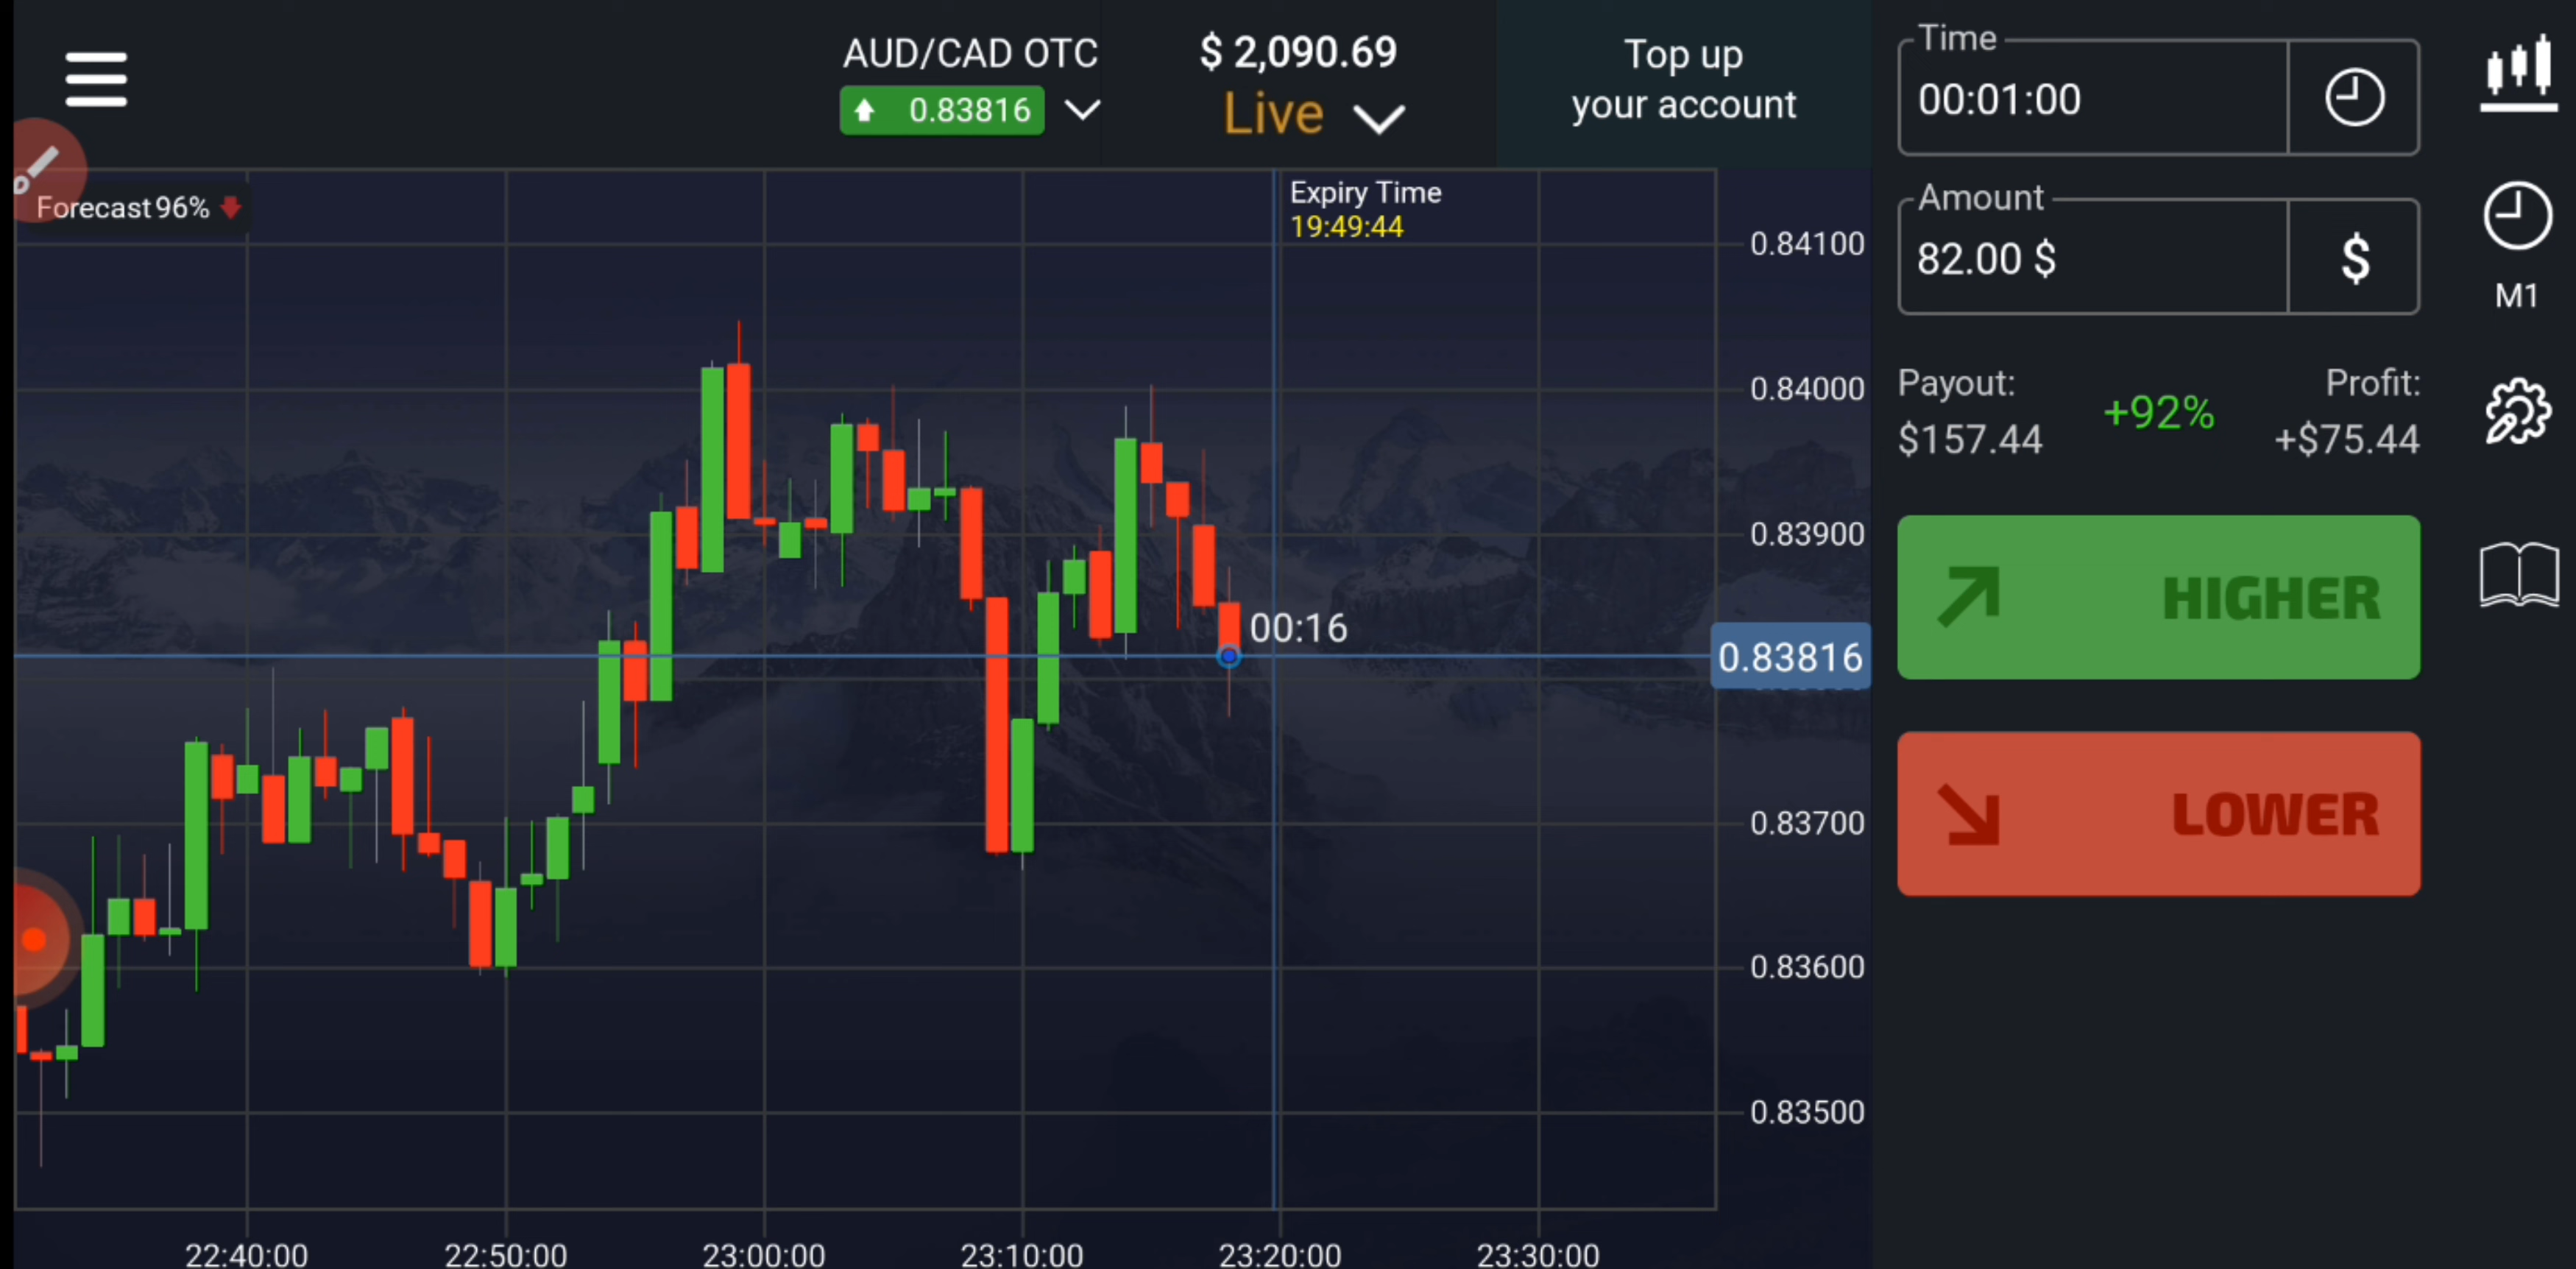 AUD/CAD OTC
0.83816
$ 2,090.69
Live
Top up
your account
Time
00:01:00
Forecast 96%
Expiry Time
19:49:44
Amount
82.00 $
$
M1
Payout:
$157.44
+92%
Profit:
+$75.44
HIGHER
LOWER
00:16
0.84100
0.84000
0.83900
0.83816
0.83700
0.83600
0.83500
22:40:00
22:50:00
23:00:00
23:10:00
23:20:00
23:30:00